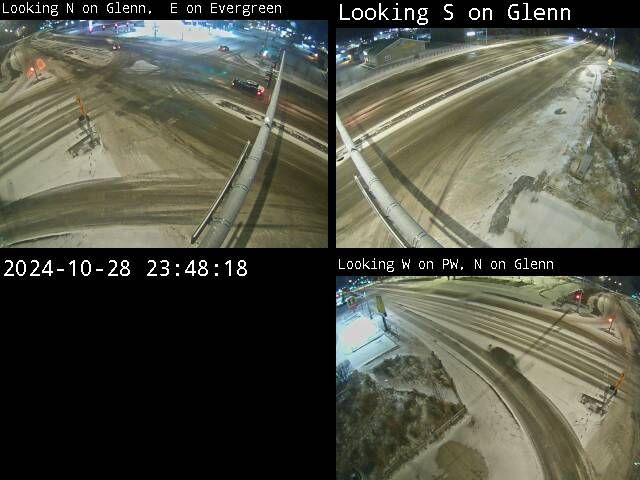 Looking N on Glenn,  E on Evergreen
Looking S on Glenn
2024-10-28 23:48:18
Looking W on PW, N on Glenn